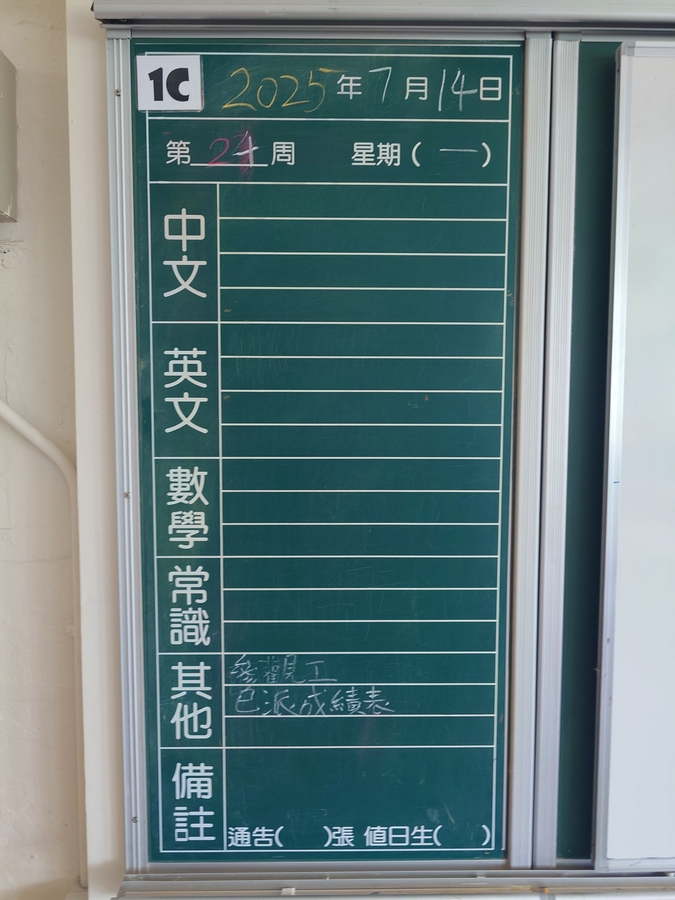 1C 2025年7月14日
第 周 星期(一)
中文
英文
數學
常識
其他
參觀工
已派成績表
備註
通告( )張 值日生( )